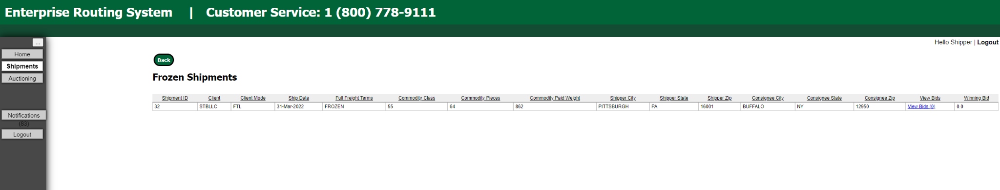 Enterprise Routing System | Customer Service: 1 (800) 778-9111
Hello Shipper | Logout
...
Home
Shipments
Auctioning
Notifications
(83)
Logout
Back
Frozen Shipments
Shipment ID Client Client Mode Ship Date Full Freight Terms Commodity Class Commodity Pieces Commodity Paid Weight Shipper City Shipper State Shipper Zip Consignee City Consignee State Consignee Zip View Bids Winning Bid
32 STBLLC FTL 31-Mar-2022 FROZEN 55 64 862 PITTSBURGH PA 16001 BUFFALO NY 12950 View Bids (0) 0.0